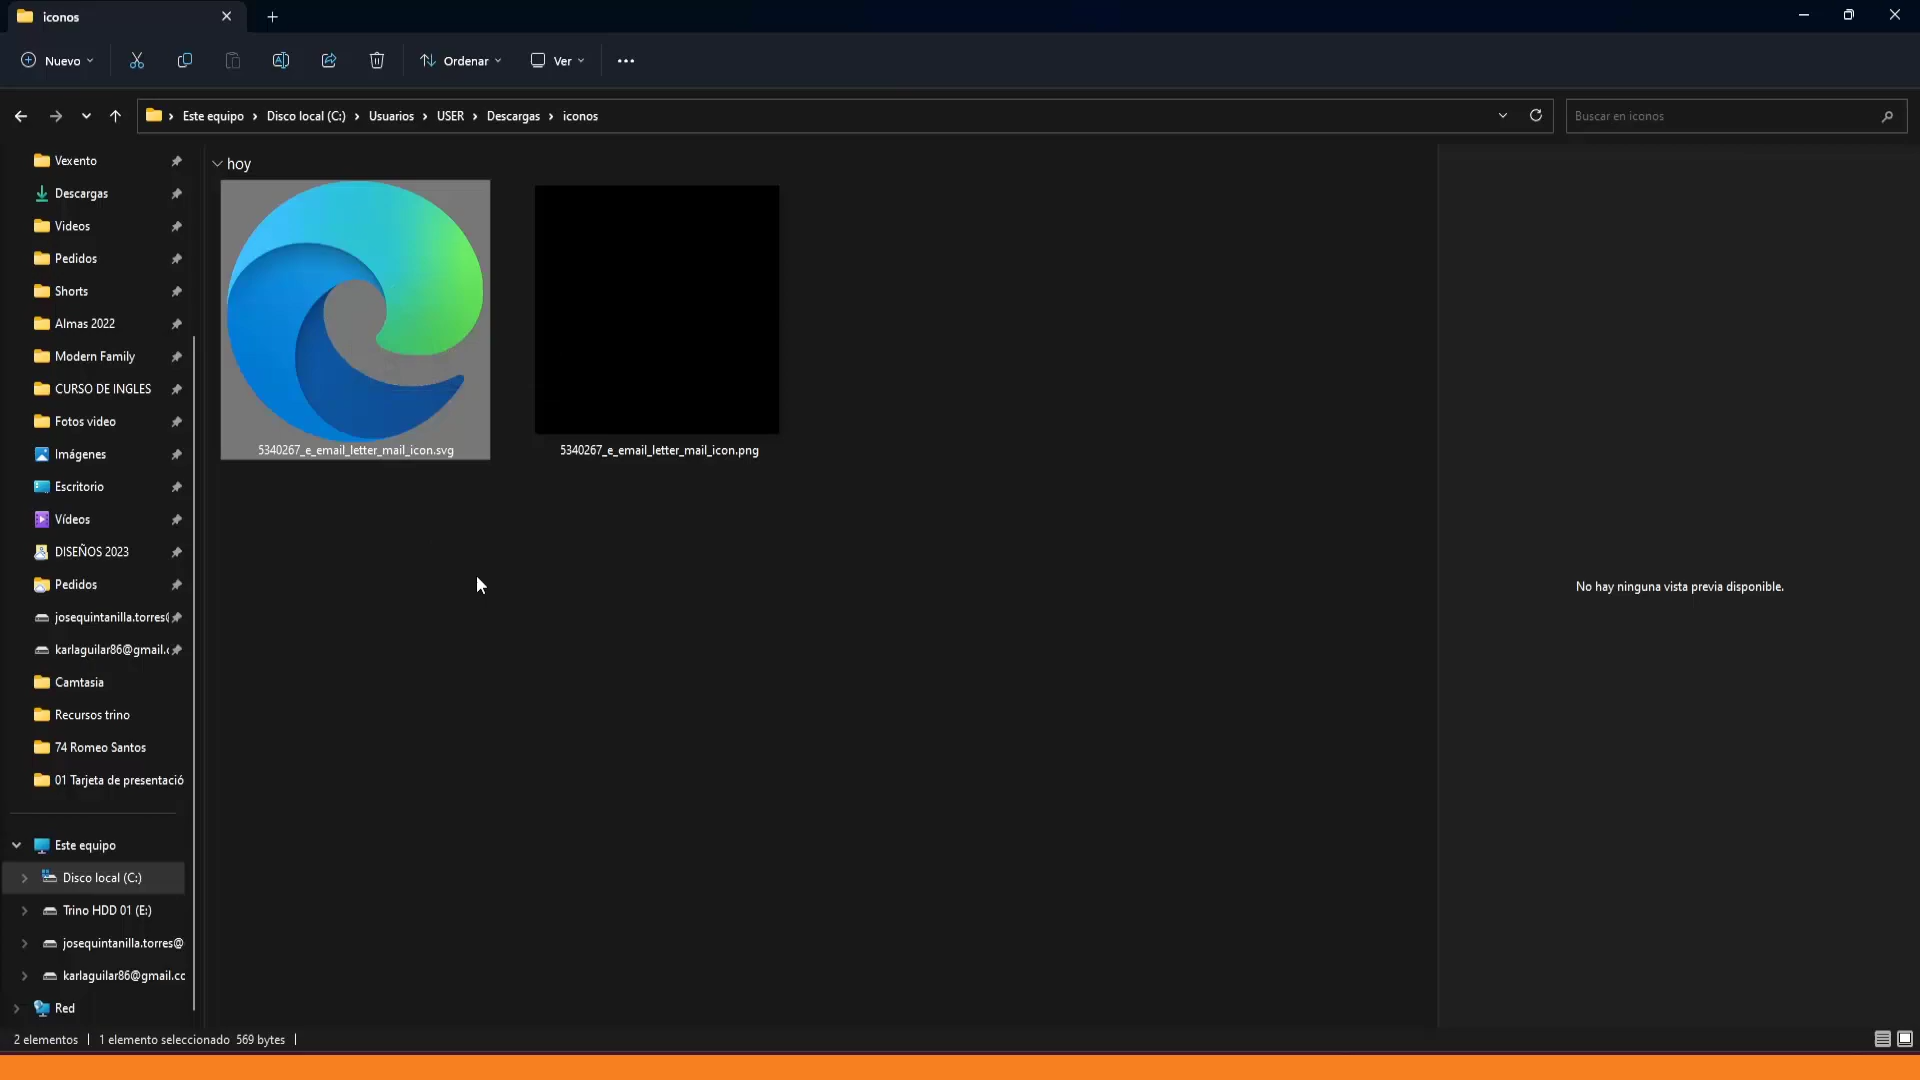 iconos
Nuevo
Ordenar
Ver
Este equipo
Disco local (C:)
Usuarios
USER
Descargas
iconos
Buscar en iconos
Vexento
Descargas
Videos
Pedidos
Shorts
Almas 2022
Modern Family
CURSO DE INGLES
Fotos video
Imágenes
Escritorio
Vídeos
DISEÑOS 2023
Pedidos
josequintanilla.torres(
karlaguilar86@gmail.c
Camtasia
Recursos trino
74 Romeo Santos
01 Tarjeta de presentació
Este equipo
Disco local (C:)
Trino HDD 01 (E:)
josequintanilla.torres@
karlaguilar86@gmail.cc
Red
hoy
5340267_e_email_letter_mail_icon.svg
5340267_e_email_letter_mail_icon.png
No hay ninguna vista previa disponible.
2 elementos
1 elemento seleccionado 569 bytes